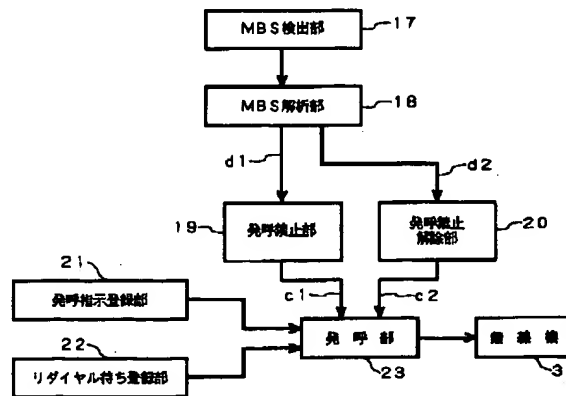 MBS検出部
17
MBS解析部
18
d1
d2
19
発呼禁止部
発呼禁止
解除部
20
21
発呼指示登録部
c1
c2
22
発呼部
無線機
リダイヤル待ち登録部
23
3